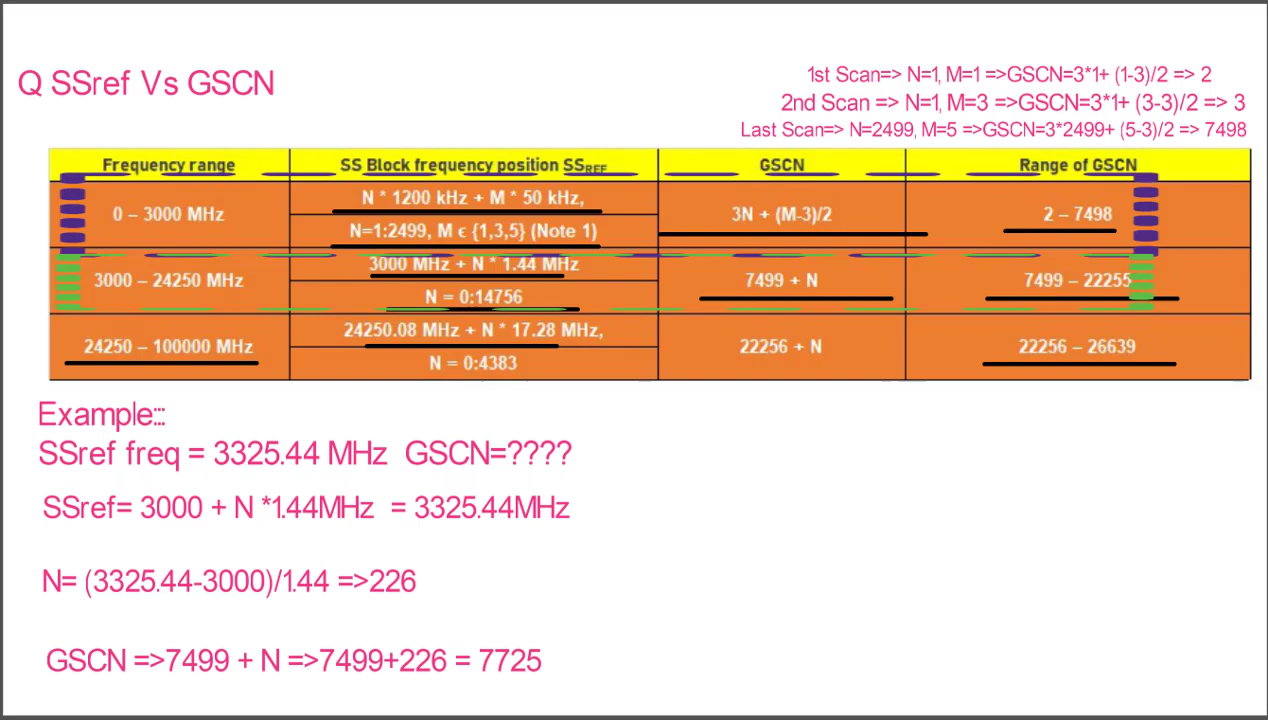 Q SSref Vs GSCN
1st Scan=> N=1, M=1 =>GSCN=3*1+ (1-3)/2 => 2
2nd Scan => N=1, M=3 =>GSCN=3*1+ (3-3)/2 => 3
Last Scan=> N=2499, M=5 =>GSCN=3*2499+ (5-3)/2 => 7498
Frequency range SS Block frequency position SSREF GSCN Range of GSCN
0 – 3000 MHz N * 1200 kHz + M * 50 kHz, 3N + (M-3)/2 2 – 7498
N=1:2499, M ϵ {1,3,5} (Note 1)
3000 – 24250 MHz 3000 MHz + N * 1.44 MHz 7499 + N 7499 – 22255
N = 0:14756
24250 – 100000 MHz 24250.08 MHz + N * 17.28 MHz, 22256 + N 22256 – 26639
N = 0:4383
Example:::
SSref freq = 3325.44 MHz GSCN=????
SSref= 3000 + N *1.44MHz = 3325.44MHz
N= (3325.44-3000)/1.44 =>226
GSCN =>7499 + N =>7499+226 = 7725